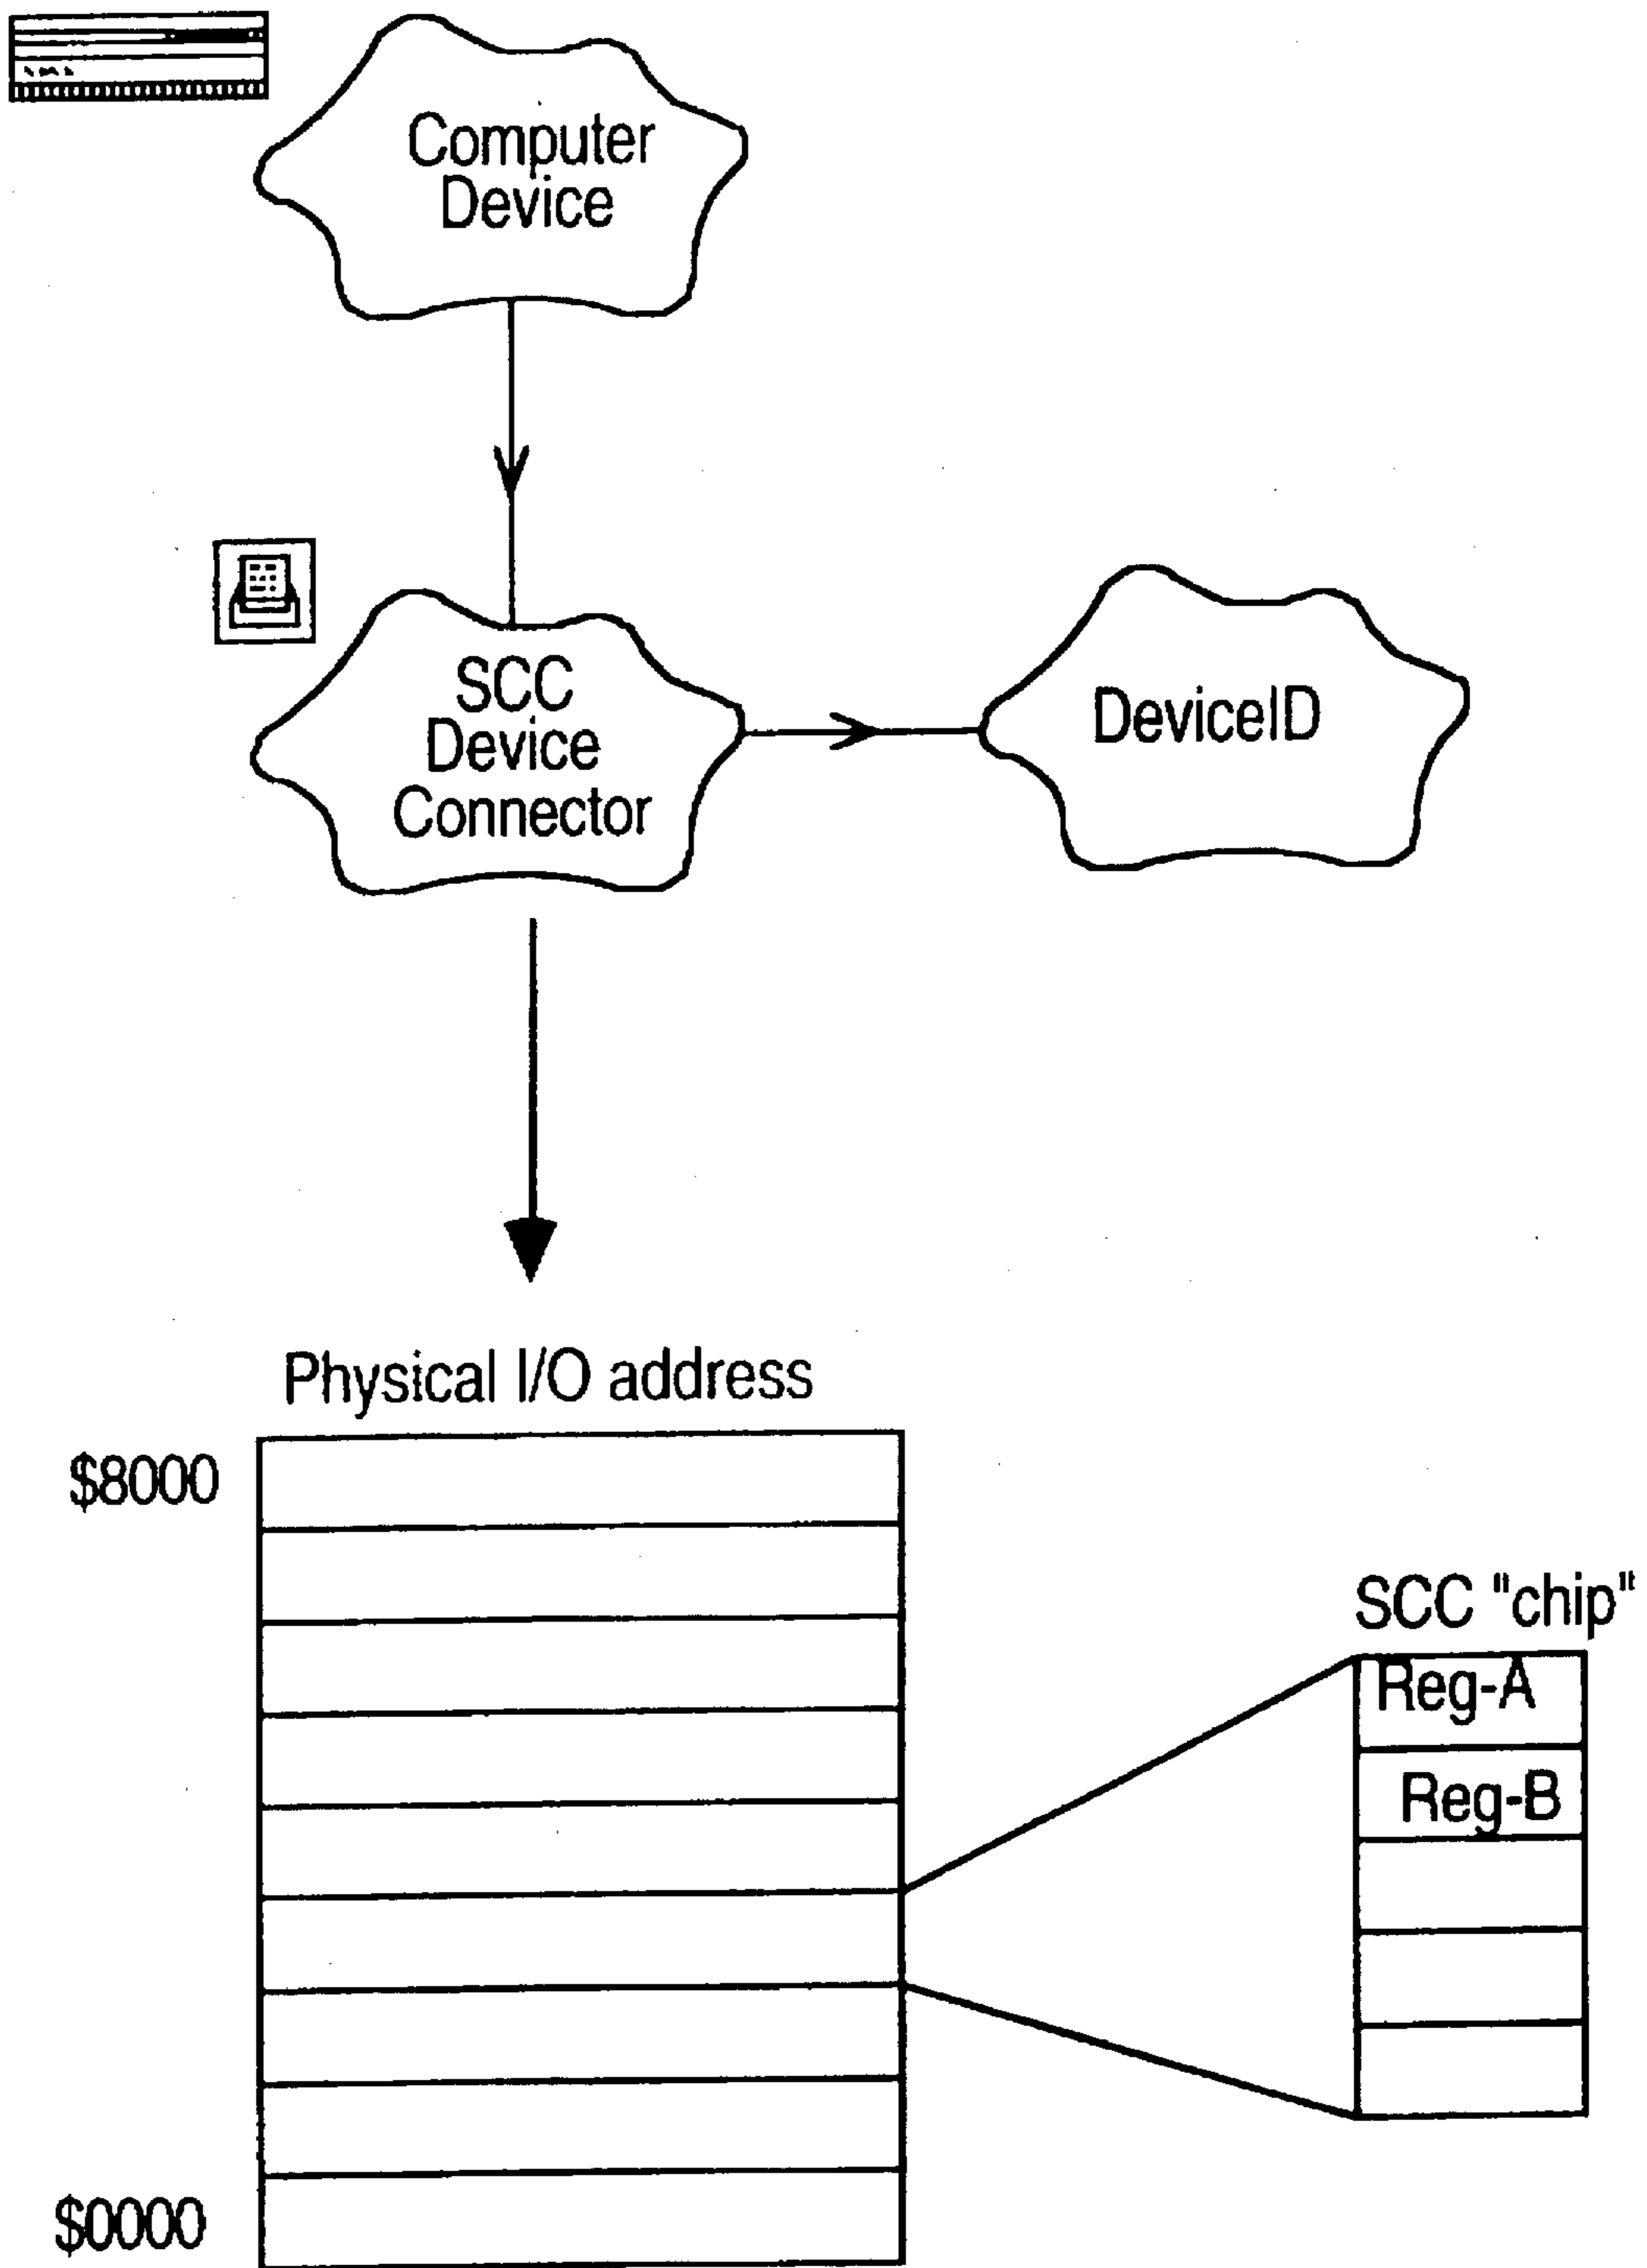 Computer
Device
SCC
Device
Connector
DeviceID
Physical I/O address
$8000
SCC "chip"
Reg-A
Reg-B
$0000